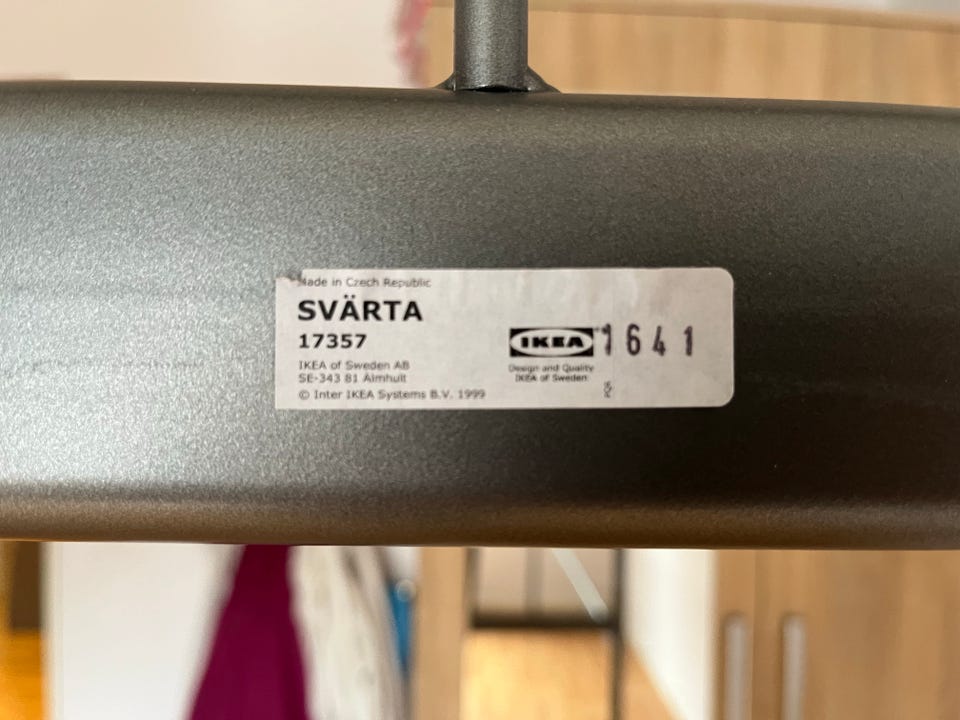 Made in Czech Republic
SVÄRTA
17357
IKEA of Sweden AB
SE-343 81 Älmhult
© Inter IKEA Systems B.V. 1999
IKEA
1641
Design and Quality
IKEA of Sweden